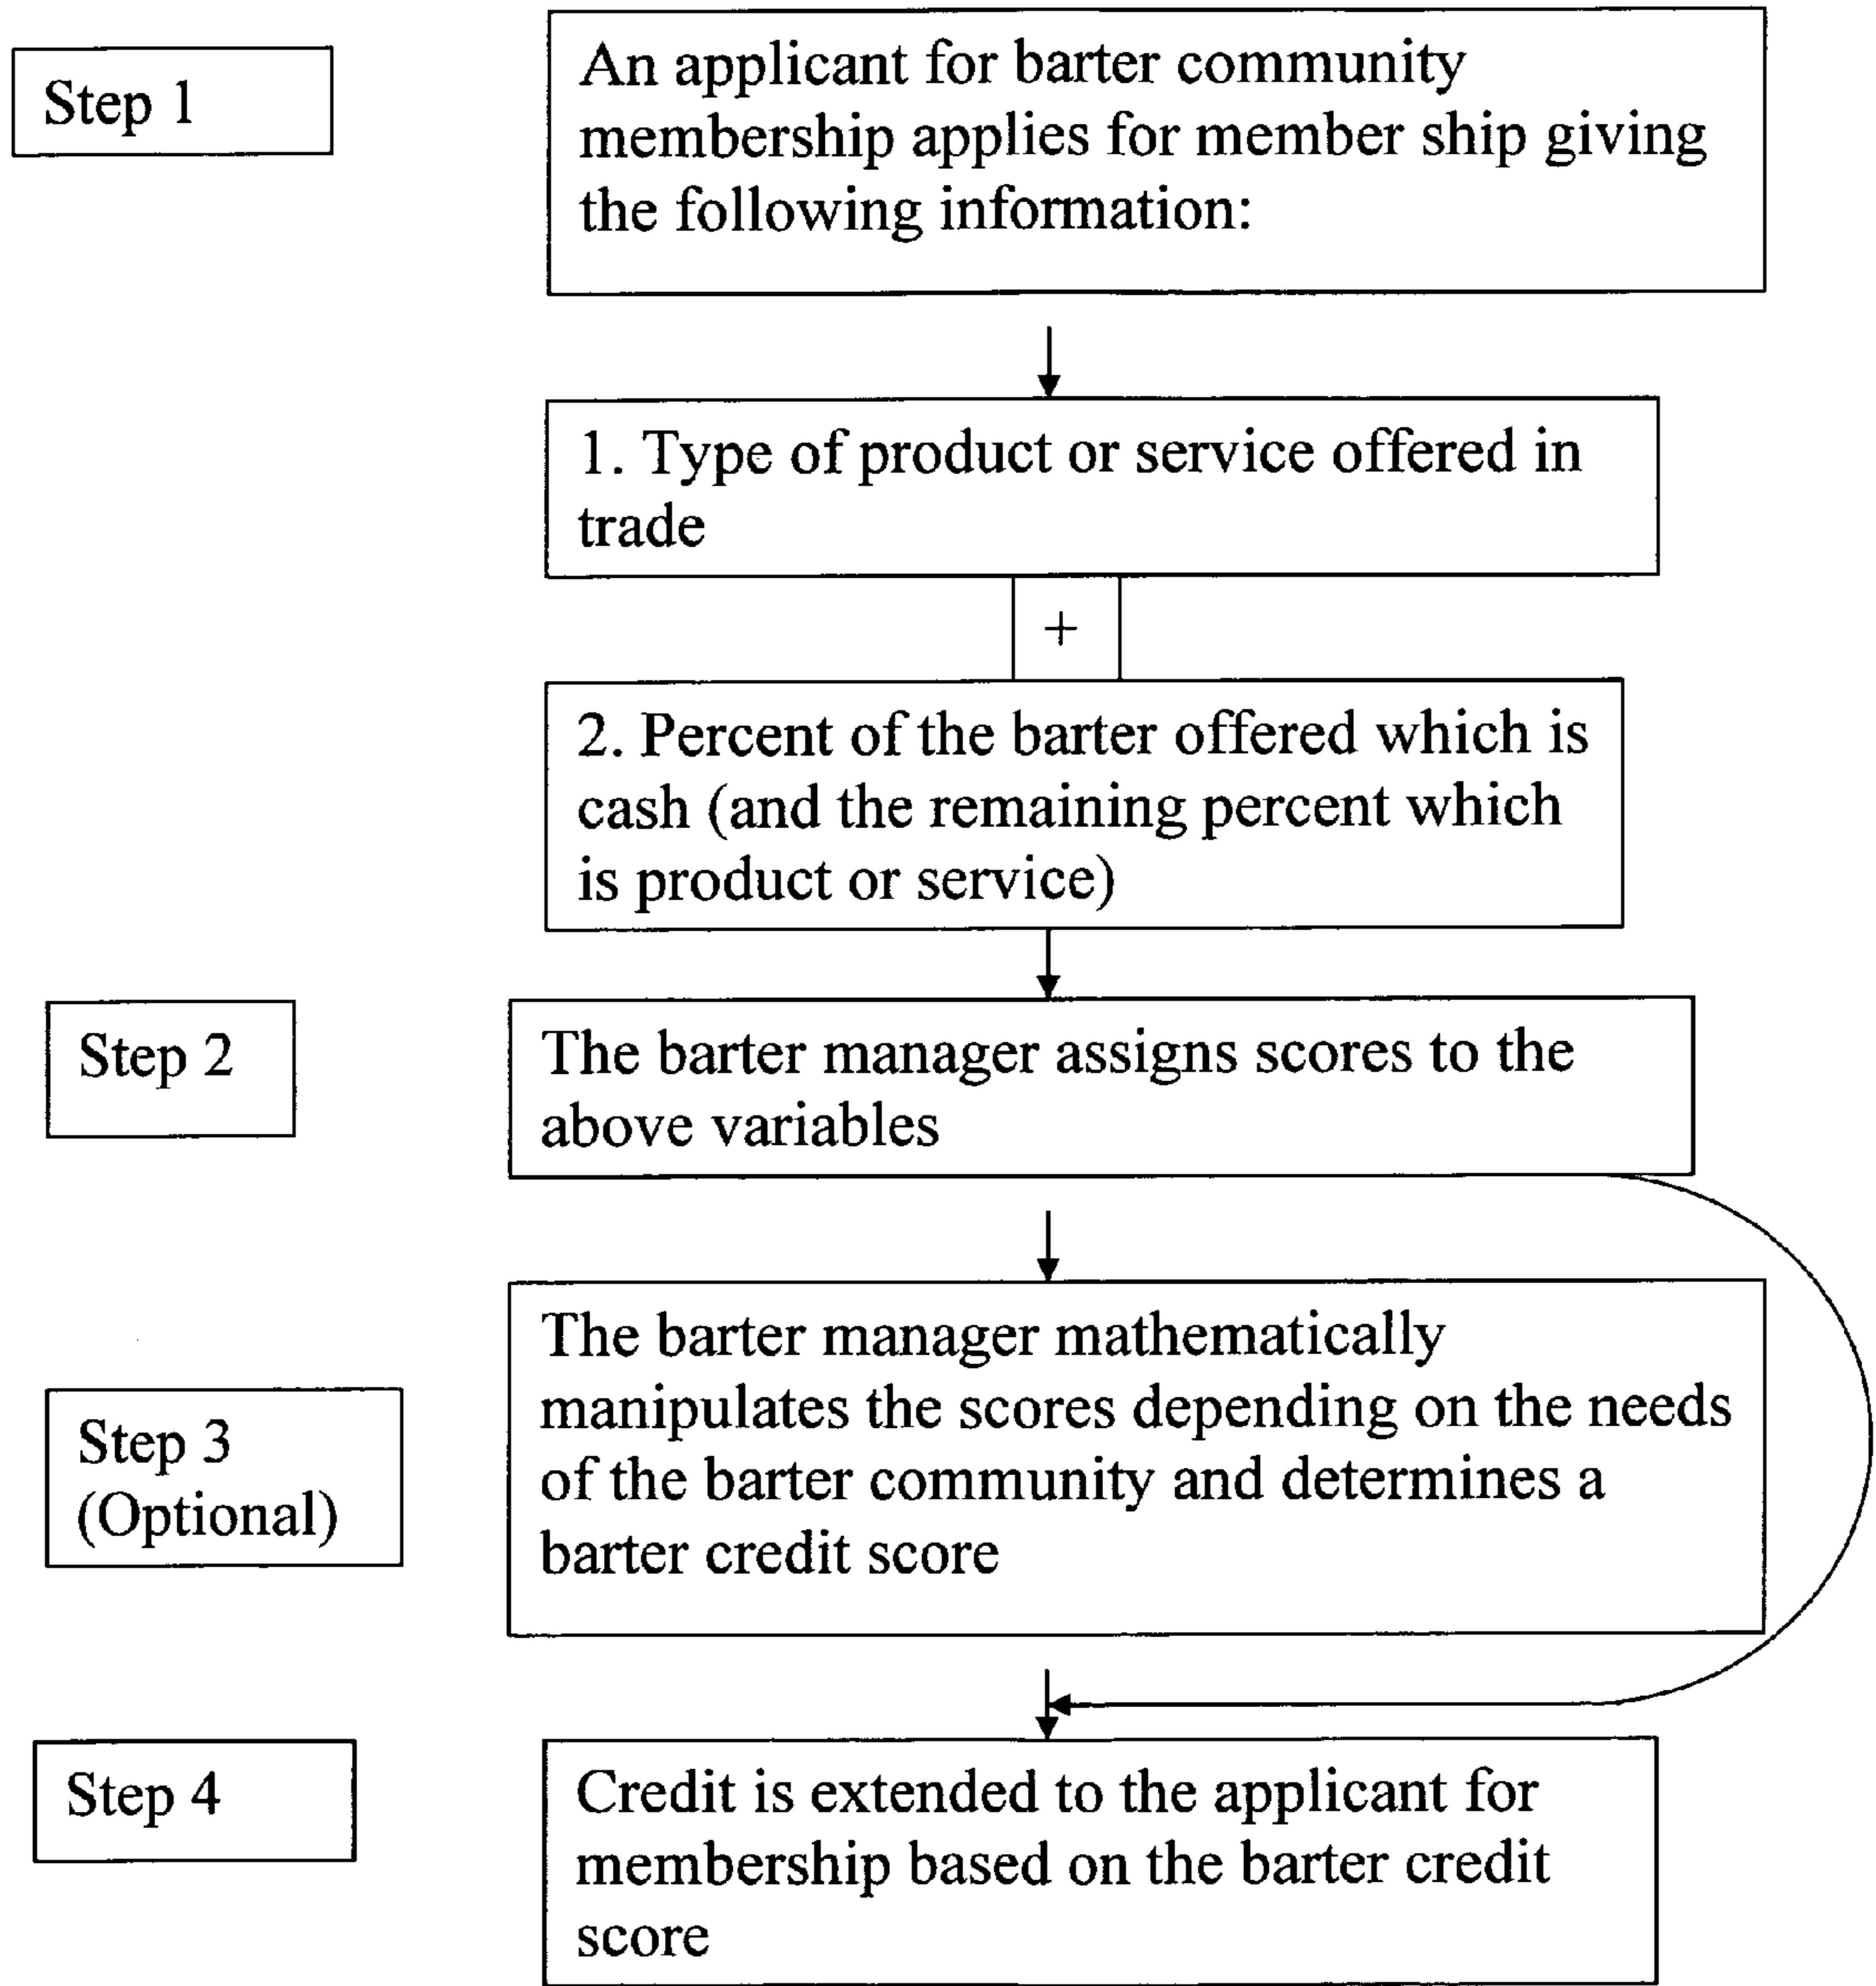 Step 1
An applicant for barter community
membership applies for member ship giving
the following information:
1. Type of product or service offered in
trade
+
2. Percent of the barter offered which is
cash (and the remaining percent which
is product or service)
Step 2
The barter manager assigns scores to the
above variables
Step 3
(Optional)
The barter manager mathematically
manipulates the scores depending on the needs
of the barter community and determines a
barter credit score
Step 4
Credit is extended to the applicant for
membership based on the barter credit
score